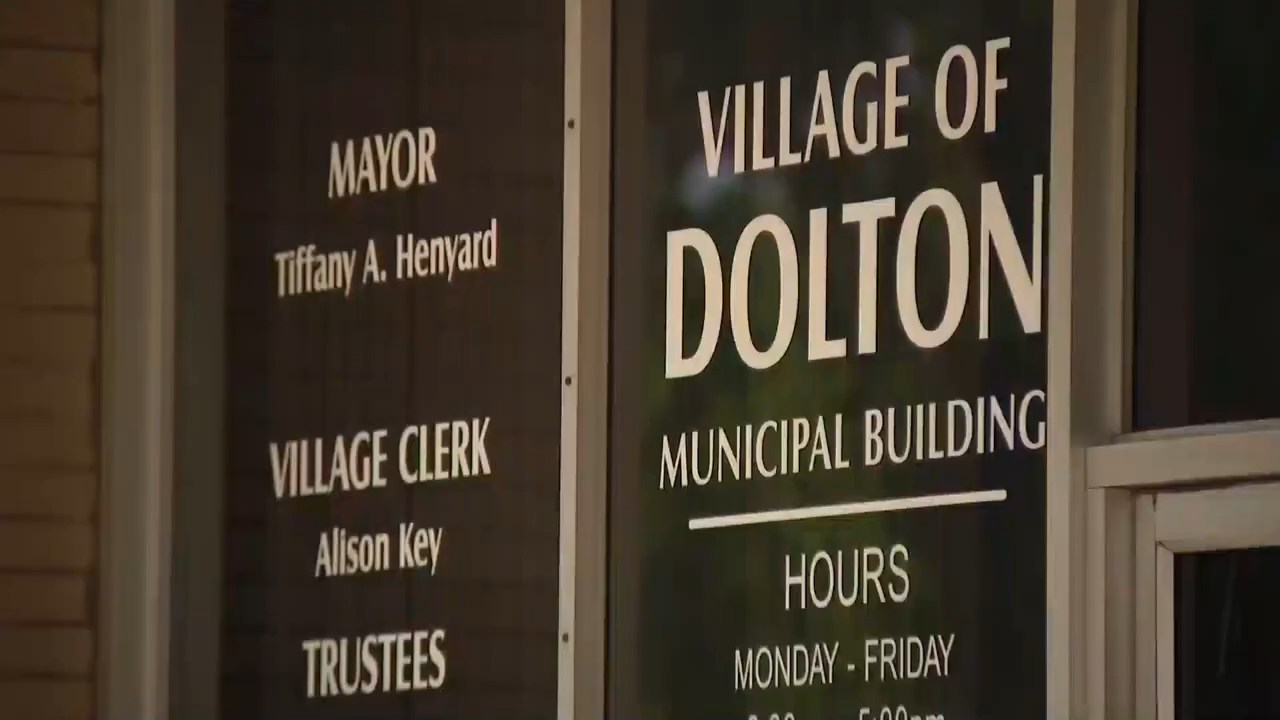 MAYOR
Tiffany A. Henyard
VILLAGE CLERK
Alison Key
TRUSTEES
VILLAGE OF
DOLTON
MUNICIPAL BUILDING
HOURS
MONDAY - FRIDAY